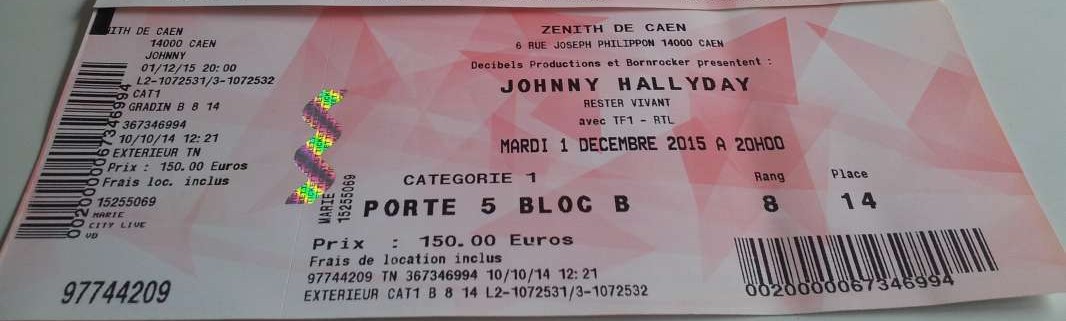 ITH DE CAEN
14000 CAEN
JOHNNY
01/12/15 20:00
L2-1072531/3-1072532
CAT1
GRADIN B 8 14
367346994
10/10/14 12:21
EXTERIEUR TN
Prix : 150.00 Euros
Frais loc. inclus
15255069
MARIE
CITY LIVE
VD
0020000067346994
97744209
MARIE
15255069
ZENITH DE CAEN
6 RUE JOSEPH PHILIPPON 14000 CAEN
Decibels Productions et Bornrocker presentent :
JOHNNY HALLYDAY
RESTER VIVANT
avec TF1 - RTL
MARDI 1 DECEMBRE 2015 A 20H00
CATEGORIE 1 Rang Place
PORTE 5 BLOC B 8 14
Prix : 150.00 Euros
Frais de location inclus
97744209 TN 367346994 10/10/14 12:21
EXTERIEUR CAT1 B 8 14 L2-1072531/3-1072532
0020000067346994